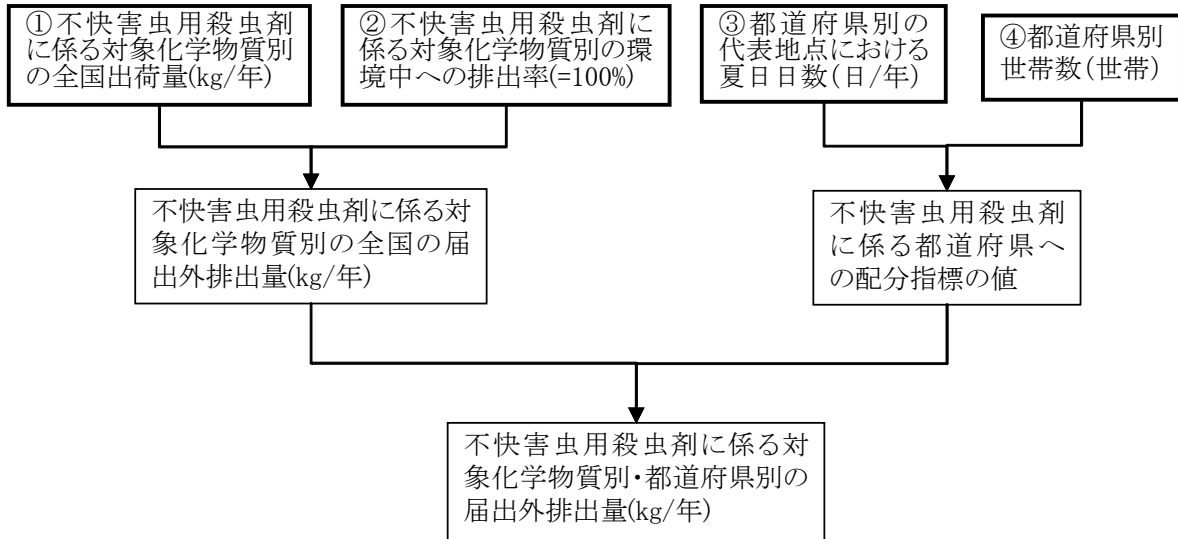 ①不快害虫用殺虫剤
に係る対象化学物質別
の全国出荷量(kg/年)
②不快害虫用殺虫剤に
係る対象化学物質別の環
境中への排出率(=100%)
③都道府県別の
代表地点における
夏日日数(日/年)
④都道府県別
世帯数(世帯)
不快害虫用殺虫剤に係る対
象化学物質別の全国の届
出外排出量(kg/年)
不快害虫用殺虫剤
に係る都道府県へ
の配分指標の値
不快害虫用殺虫剤に係る対
象化学物質別・都道府県別の
届出外排出量(kg/年)